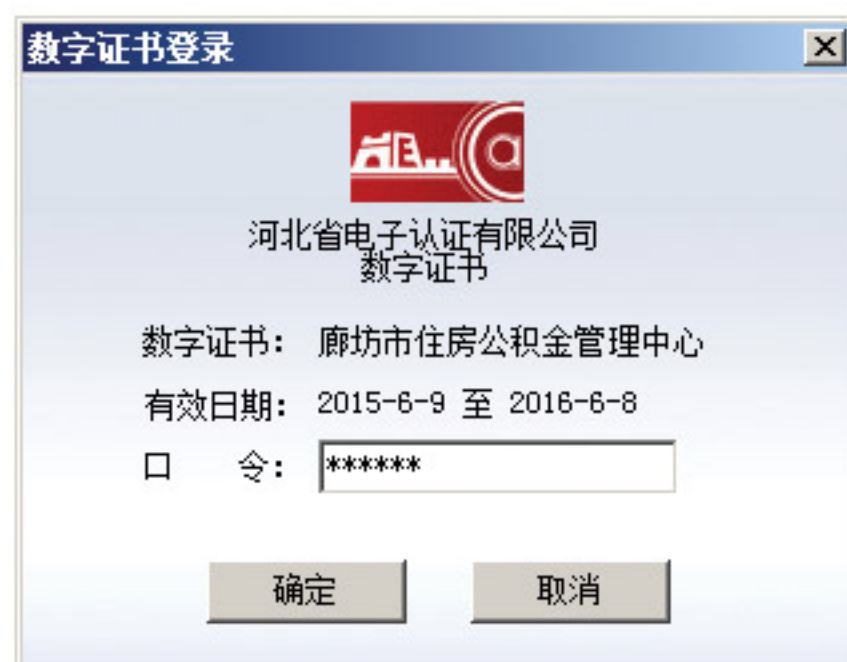 数字证书登录
河北省电子认证有限公司
数字证书
数字证书: 廊坊市住房公积金管理中心
有效日期: 2015-6-9 至 2016-6-8
口 令: ******
确定 取消